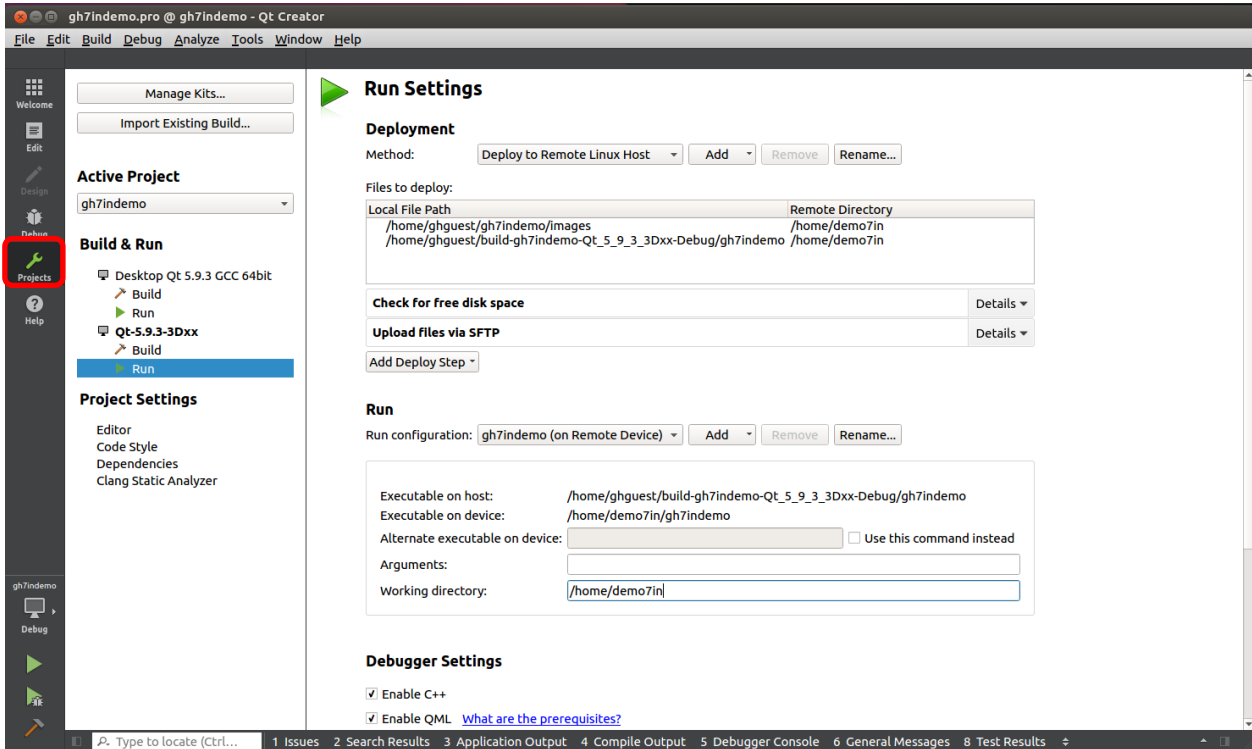 gh7indemo.pro @ gh7indemo - Qt Creator
File Edit Build Debug Analyze Tools Window Help
Welcome
Edit
Design
Debug
Projects
Help
gh7indemo
Debug
Manage Kits...
Import Existing Build...
Active Project
gh7indemo
Build & Run
Desktop Qt 5.9.3 GCC 64bit
Build
Run
Qt-5.9.3-3Dxx
Build
Run
Project Settings
Editor
Code Style
Dependencies
Clang Static Analyzer
Run Settings
Deployment
Method: Deploy to Remote Linux Host Add Remove Rename...
Files to deploy:
Local File Path Remote Directory
/home/ghguest/gh7indemo/images /home/demo7in
/home/ghguest/build-gh7indemo-Qt_5_9_3_3Dxx-Debug/gh7indemo /home/demo7in
Check for free disk space Details
Upload files via SFTP Details
Add Deploy Step
Run
Run configuration: gh7indemo (on Remote Device) Add Remove Rename...
Executable on host: /home/ghguest/build-gh7indemo-Qt_5_9_3_3Dxx-Debug/gh7indemo
Executable on device: /home/demo7in/gh7indemo
Alternate executable on device: Use this command instead
Arguments:
Working directory: /home/demo7in
Debugger Settings
Enable C++
Enable QML What are the prerequisites?
Type to locate (Ctrl... 1 Issues 2 Search Results 3 Application Output 4 Compile Output 5 Debugger Console 6 General Messages 8 Test Results